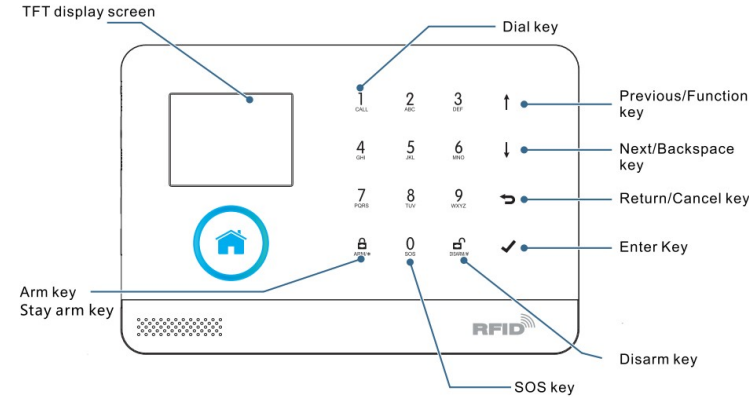 TFT display screen
Dial key
1
CALL
2
ABC
3
DEF
↑
Previous/Function
key
4
GHI
5
JKL
6
MNO
↓
Next/Backspace
key
7
PQRS
8
TUV
9
WXYZ
Return/Cancel key
ARM/*
0
SOS
DISARM/#
Enter Key
Arm key
Stay arm key
RFID
Disarm key
SOS key